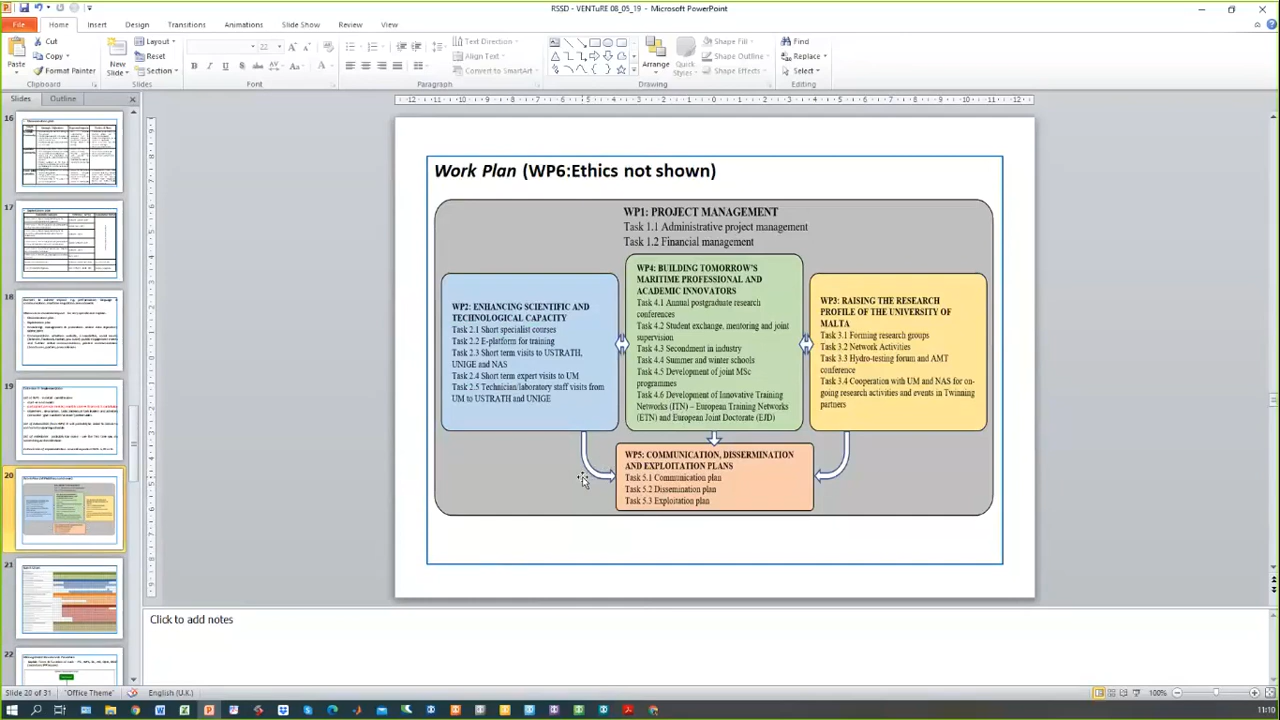 RSSD - VENTuRE 08_05_19 - Microsoft PowerPoint
File Home Insert Design Transitions Animations Slide Show Review View
Paste
Cut
Copy
Format Painter
Clipboard
New
Slide
Layout
Reset
Section
Slides
22
B I U S abc AV Aa A
Font
Text Direction
Align Text
Convert to SmartArt
Paragraph
Arrange
Quick
Styles
Shape Fill
Shape Outline
Shape Effects
Drawing
Find
Replace
Select
Editing
Slides Outline
16
17
18
19
20
21
22
Work Plan (WP6:Ethics not shown)
WP1: PROJECT MANAGEMENT
Task 1.1 Administrative project management
Task 1.2 Financial management
SCIENTIFIC AND
TECHNOLOGICAL CAPACITY
Task 2.1 Short specialist courses
Task 2.2 E-platform for training
Task 2.3 Short term visits to USTRATH,
UNIGE and NAS
Task 2.4 Short term expert visits to UM
Task 2.5 Technician/laboratory staff visits from
UM to USTRATH and UNIGE
WP4: BUILDING TOMORROW'S
MARITIME PROFESSIONAL AND
ACADEMIC INNOVATORS
Task 4.1 Annual postgraduate research
conferences
Task 4.2 Student exchange, mentoring and joint
supervision
Task 4.3 Secondment in industry
Task 4.4 Summer and winter schools
Task 4.5 Development of joint MSc
programmes
Task 4.6 Development of Innovative Training
Networks (ITN) – European Training Networks
(ETN) and European Joint Doctorate (EJD)
WP3: RAISING THE RESEARCH
PROFILE OF THE UNIVERSITY OF
MALTA
Task 3.1 Forming research groups
Task 3.2 Network Activities
Task 3.3 Hydro-testing forum and AMT
conference
Task 3.4 Cooperation with UM and NAS for on-
going research activities and events in Twinning
partners
WP5: COMMUNICATION, DISSEMINATION
AND EXPLOITATION PLANS
Task 5.1 Communication plan
Task 5.2 Dissemination plan
Task 5.3 Exploitation plan
Click to add notes
Slide 20 of 31 "Office Theme" English (U.K.) 100%
11:10